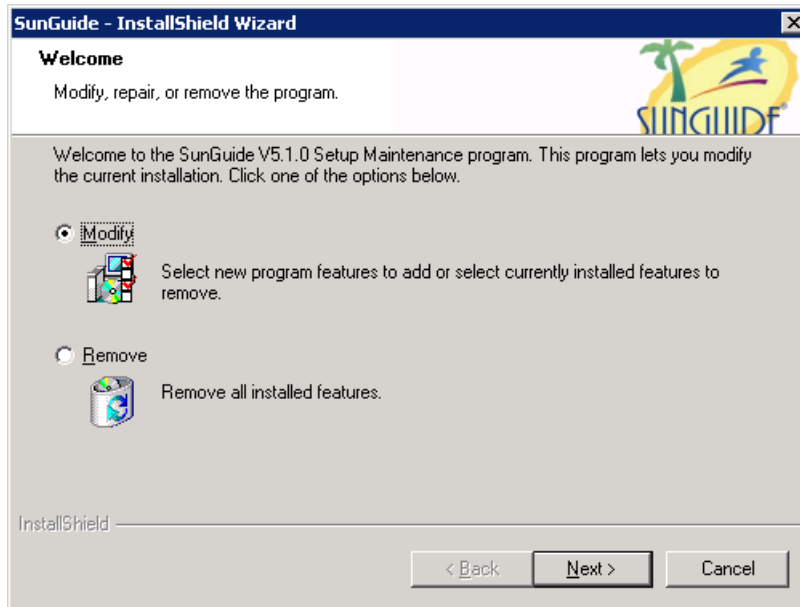 SunGuide - InstallShield Wizard
Welcome
Modify, repair, or remove the program.
SUNGUIDE
Welcome to the SunGuide V5.1.0 Setup Maintenance program. This program lets you modify
the current installation. Click one of the options below.
Modify
Select new program features to add or select currently installed features to
remove.
Remove
Remove all installed features.
InstallShield
< Back
Next >
Cancel